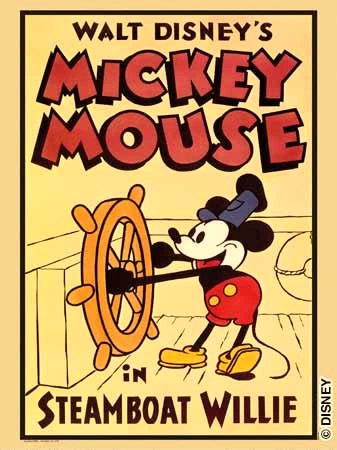 WALT DISNEY'S
MICKEY
MOUSE
in
STEAMBOAT WILLIE
© DISNEY